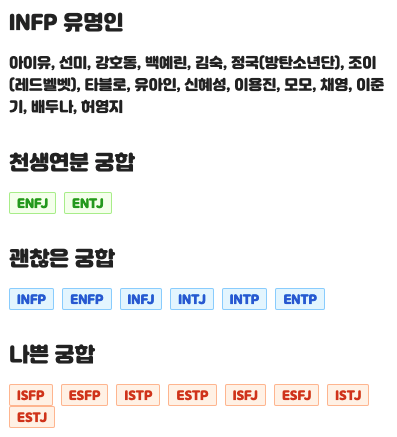 INFP 유명인
아이유, 선미, 강호동, 백예린, 김숙, 정국(방탄소년단), 조이
(레드벨벳), 타블로, 유아인, 신혜성, 이용진, 모모, 채영, 이준
기, 배두나, 허영지
천생연분 궁합
ENFJ ENTJ
괜찮은 궁합
INFP ENFP INFJ INTJ INTP ENTP
나쁜 궁합
ISFP ESFP ISTP ESTP ISFJ ESFJ ISTJ
ESTJ